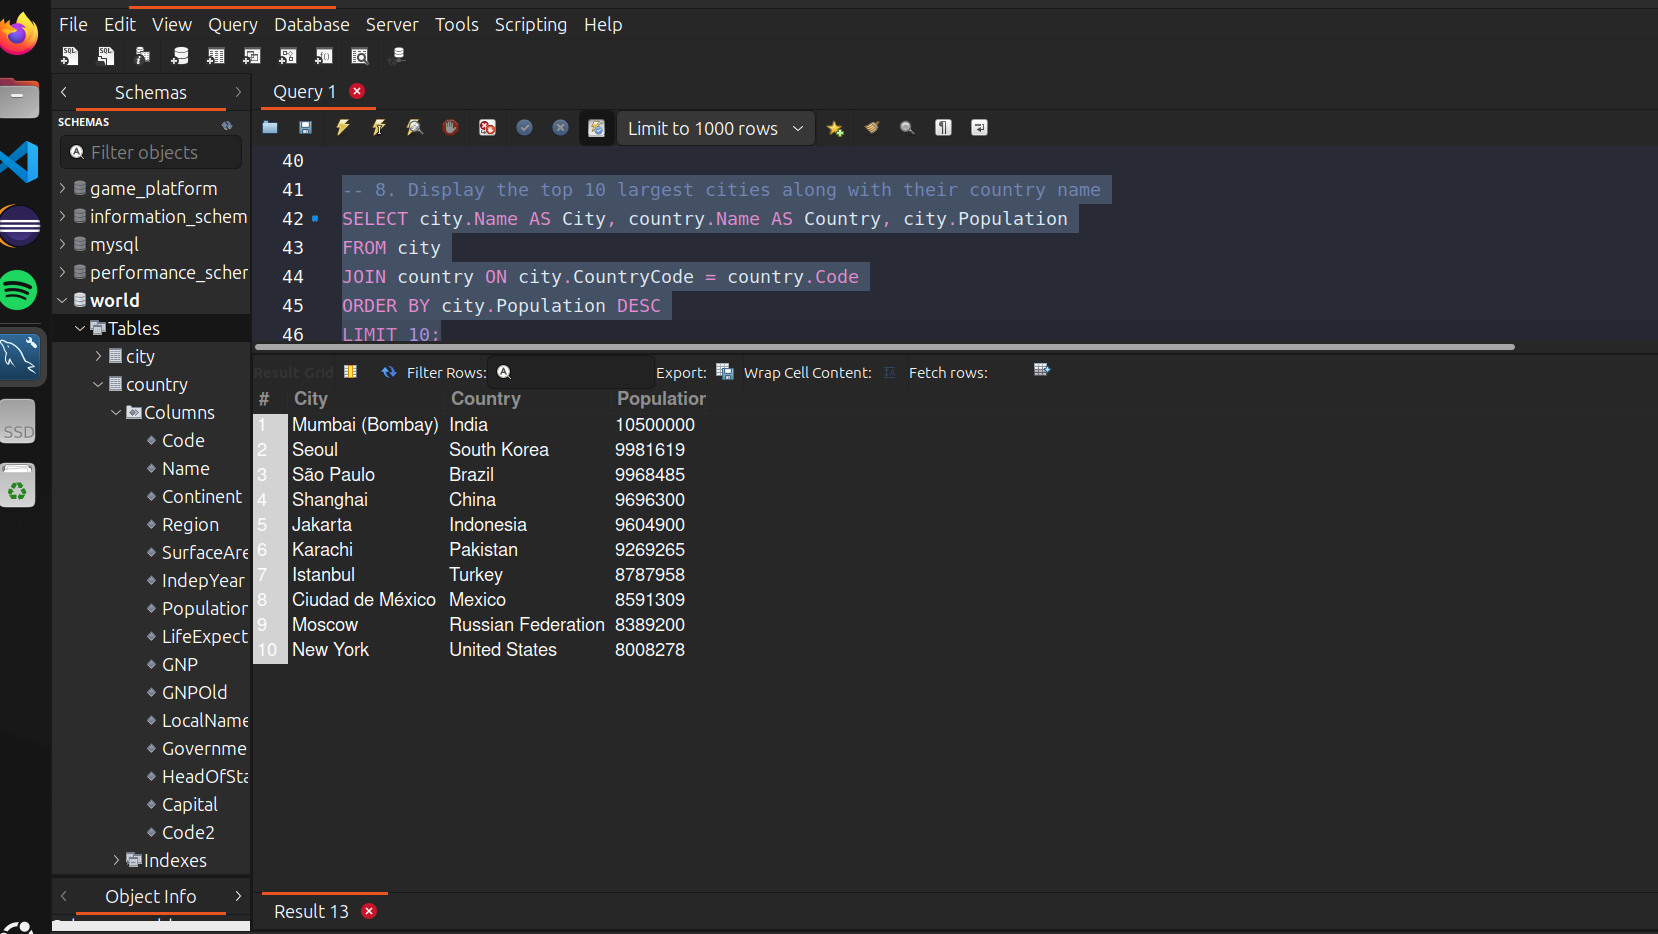 File Edit View Query Database Server Tools Scripting Help
Schemas
Query 1
SCHEMAS
Filter objects
Limit to 1000 rows
game_platform
information_schem
mysql
performance_scher
world
Tables
city
country
Columns
Code
Name
Continent
Region
SurfaceAre
IndepYear
Population
LifeExpect
GNP
GNPOld
LocalName
Governme
HeadOfSta
Capital
Code2
Indexes
Object Info
SSD
40
41 -- 8. Display the top 10 largest cities along with their country name
42 SELECT city.Name AS City, country.Name AS Country, city.Population
43 FROM city
44 JOIN country ON city.CountryCode = country.Code
45 ORDER BY city.Population DESC
46 LIMIT 10;
Result Grid Filter Rows: Export: Wrap Cell Content: Fetch rows:
# City Country Population
1 Mumbai (Bombay) India 10500000
2 Seoul South Korea 9981619
3 São Paulo Brazil 9968485
4 Shanghai China 9696300
5 Jakarta Indonesia 9604900
6 Karachi Pakistan 9269265
7 Istanbul Turkey 8787958
8 Ciudad de México Mexico 8591309
9 Moscow Russian Federation 8389200
10 New York United States 8008278
Result 13